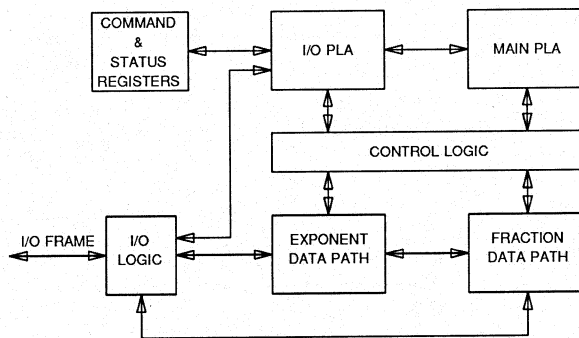 COMMAND
&
STATUS
REGISTERS
I/O PLA
MAIN PLA
CONTROL LOGIC
I/O FRAME
I/O
LOGIC
EXPONENT
DATA PATH
FRACTION
DATA PATH